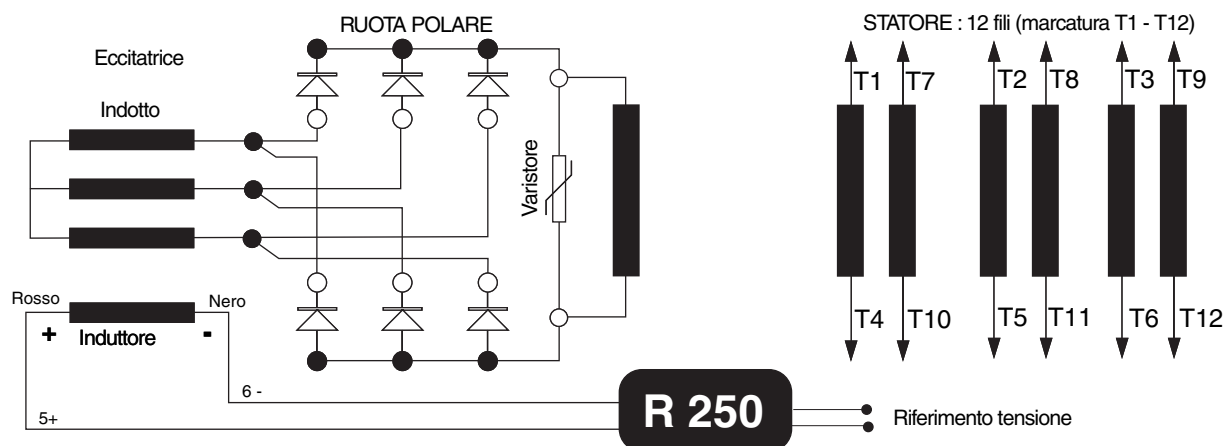 RUOTA POLARE
STATORE : 12 fili (marcatura T1 - T12)
Eccitatrice
Indotto
T1 T7 T2 T8 T3 T9
Varistore
Rosso
Nero
+ Induttore -
T4 T10 T5 T11 T6 T12
6 -
5+
R 250
Riferimento tensione